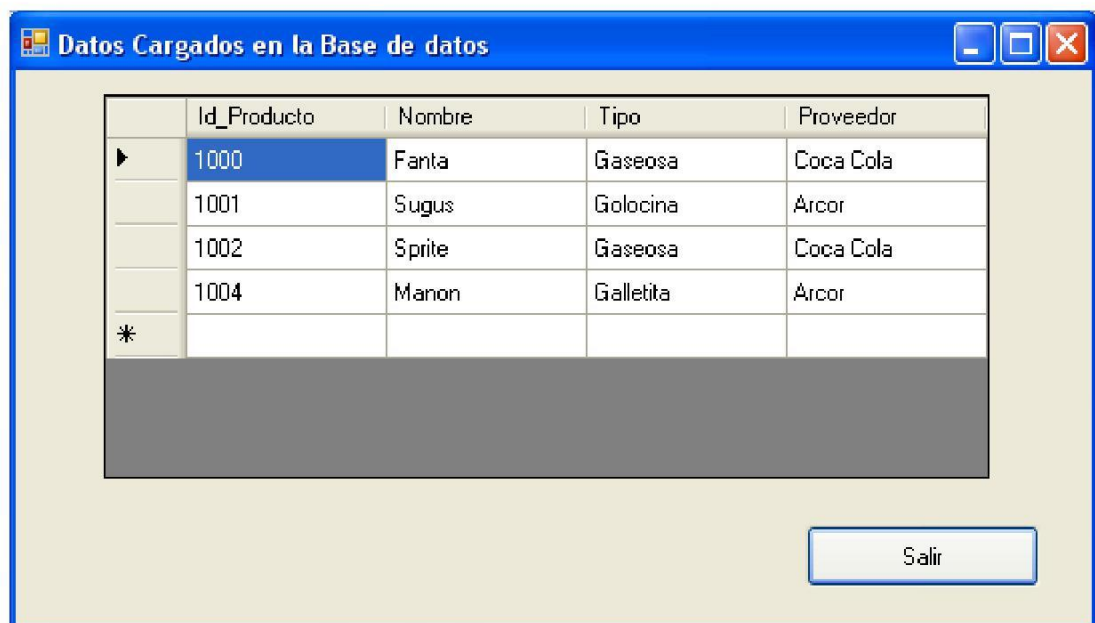 Datos Cargados en la Base de datos
Id_Producto Nombre Tipo Proveedor
1000 Fanta Gaseosa Coca Cola
1001 Sugus Golocina Arcor
1002 Sprite Gaseosa Coca Cola
1004 Manon Galletita Arcor
Salir